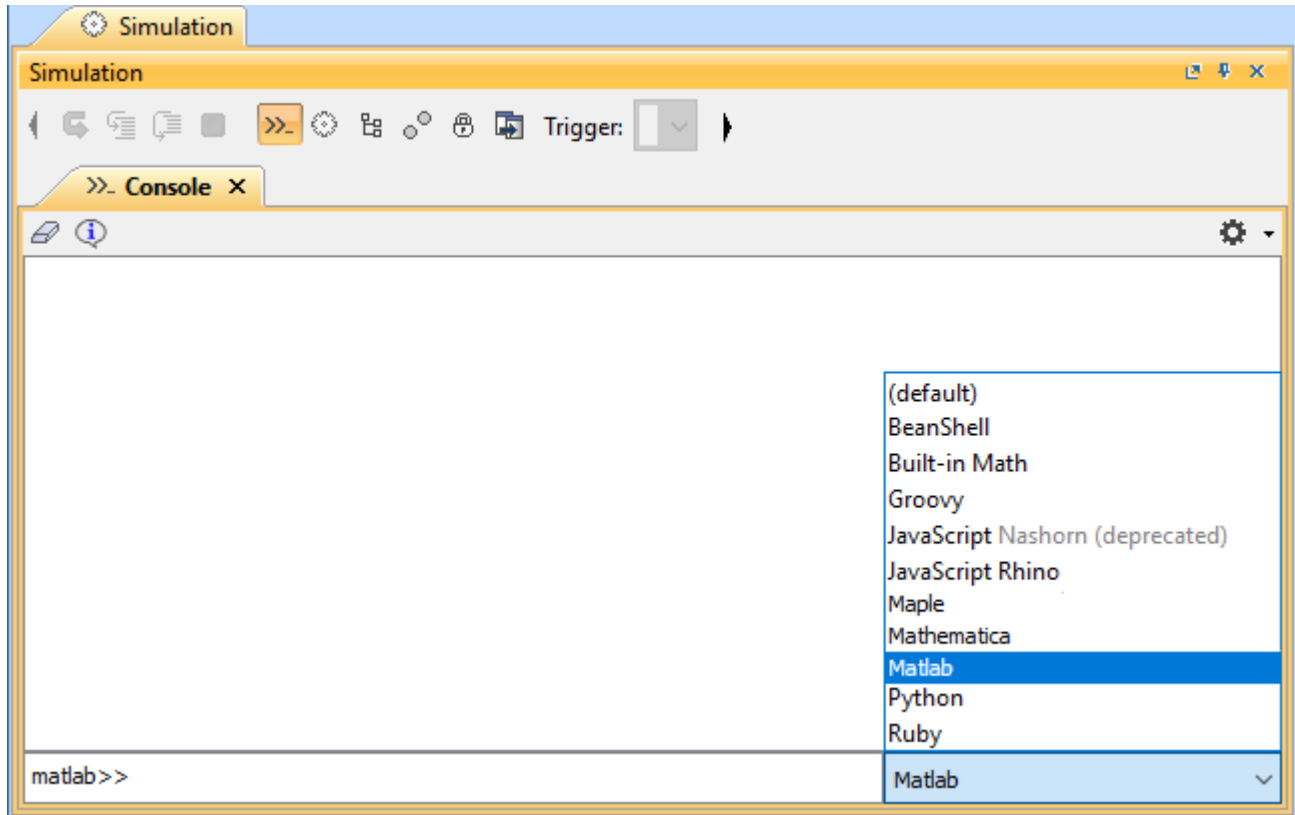 Simulation
Simulation
Trigger:
>>_ Console
(default)
BeanShell
Built-in Math
Groovy
JavaScript Nashorn (deprecated)
JavaScript Rhino
Maple
Mathematica
Matlab
Python
Ruby
matlab>>
Matlab